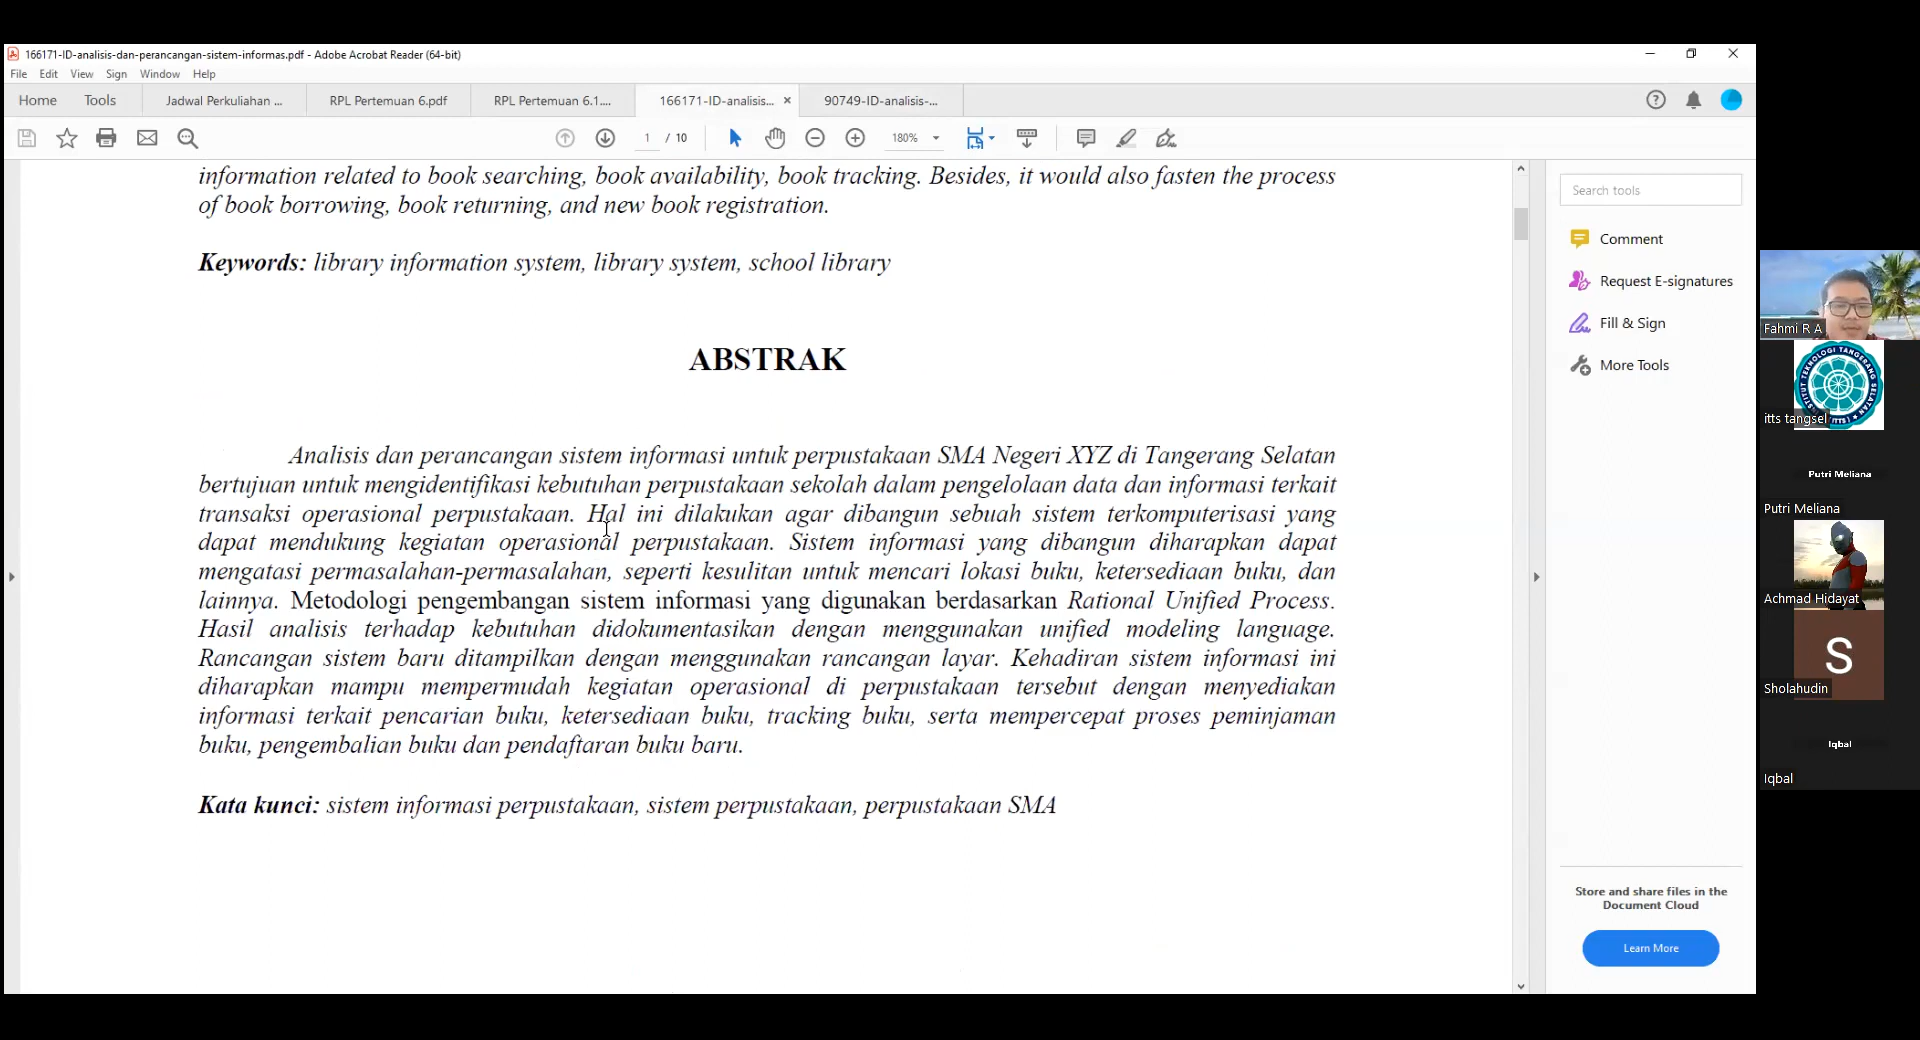 166171-ID-analisis-dan-perancangan-sistem-informas.pdf - Adobe Acrobat Reader (64-bit)
File Edit View Sign Window Help
Home Tools Jadwal Perkuliahan ... RPL Pertemuan 6.pdf RPL Pertemuan 6.1.... 166171-ID-analisis... × 90749-ID-analisis-...
1 / 10 180%
information related to book searching, book availability, book tracking. Besides, it would also fasten the process
of book borrowing, book returning, and new book registration.
Keywords: library information system, library system, school library
ABSTRAK
Analisis dan perancangan sistem informasi untuk perpustakaan SMA Negeri XYZ di Tangerang Selatan
bertujuan untuk mengidentifikasi kebutuhan perpustakaan sekolah dalam pengelolaan data dan informasi terkait
transaksi operasional perpustakaan. Hal ini dilakukan agar dibangun sebuah sistem terkomputerisasi yang
dapat mendukung kegiatan operasional perpustakaan. Sistem informasi yang dibangun diharapkan dapat
mengatasi permasalahan-permasalahan, seperti kesulitan untuk mencari lokasi buku, ketersediaan buku, dan
lainnya. Metodologi pengembangan sistem informasi yang digunakan berdasarkan Rational Unified Process.
Hasil analisis terhadap kebutuhan didokumentasikan dengan menggunakan unified modeling language.
Rancangan sistem baru ditampilkan dengan menggunakan rancangan layar. Kehadiran sistem informasi ini
diharapkan mampu mempermudah kegiatan operasional di perpustakaan tersebut dengan menyediakan
informasi terkait pencarian buku, ketersediaan buku, tracking buku, serta mempercepat proses peminjaman
buku, pengembalian buku dan pendaftaran buku baru.
Kata kunci: sistem informasi perpustakaan, sistem perpustakaan, perpustakaan SMA
Search tools
Comment
Request E-signatures
Fill & Sign
More Tools
Store and share files in the
Document Cloud
Learn More
Fahmi R A
INSTITUT TEKNOLOGI TANGERANG SELATAN
(ITTS)
itts tangsel
Putri Meliana
Putri Meliana
Achmad Hidayat
S
Sholahudin
Iqbal
Iqbal